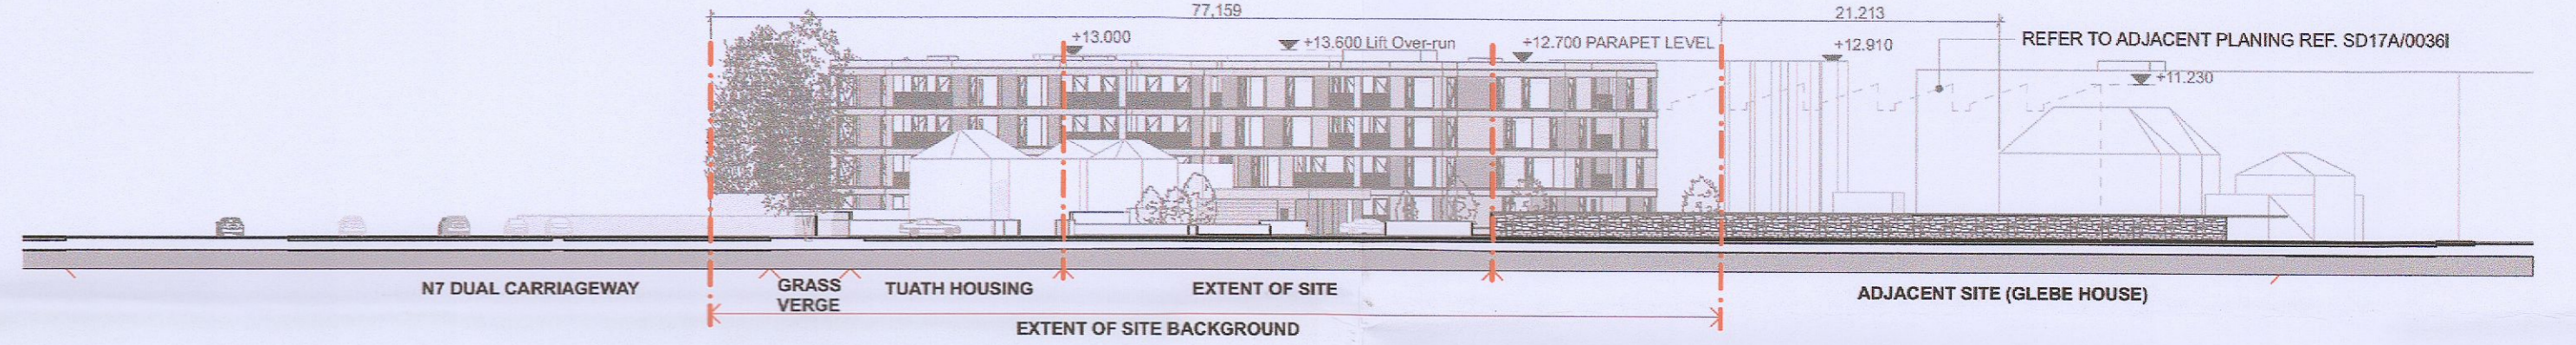 77,159
21.213
+13.000
+13.600 Lift Over-run
+12.700 PARAPET LEVEL
+12.910
REFER TO ADJACENT PLANING REF. SD17A/0036I
+11.230
N7 DUAL CARRIAGEWAY
GRASS
VERGE
TUATH HOUSING
EXTENT OF SITE
ADJACENT SITE (GLEBE HOUSE)
EXTENT OF SITE BACKGROUND